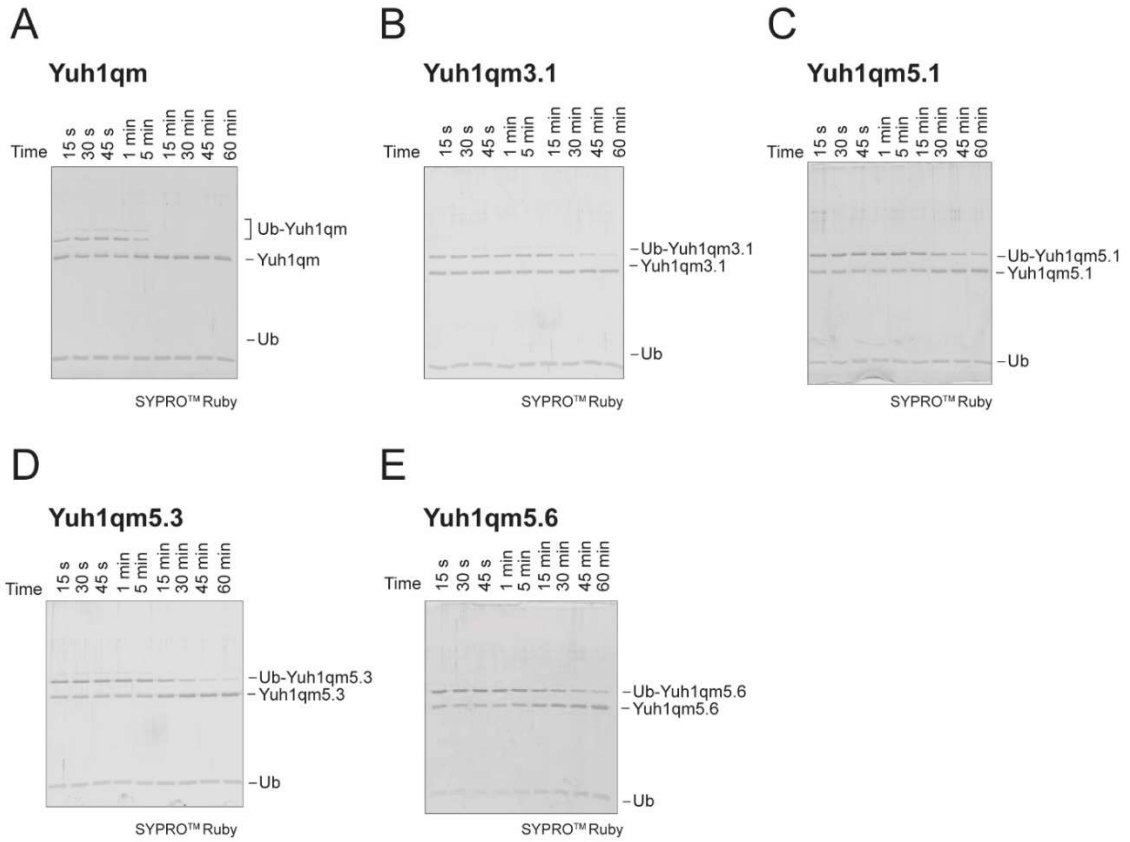 A
Yuh1qm
Time 15 s 30 s 45 s 1 min 5 min 15 min 30 min 45 min 60 min
Ub-Yuh1qm
Yuh1qm
Ub
SYPRO™ Ruby
B
Yuh1qm3.1
Time 15 s 30 s 45 s 1 min 5 min 15 min 30 min 45 min 60 min
Ub-Yuh1qm3.1
Yuh1qm3.1
Ub
SYPRO™ Ruby
C
Yuh1qm5.1
Time 15 s 30 s 45 s 1 min 5 min 15 min 30 min 45 min 60 min
Ub-Yuh1qm5.1
Yuh1qm5.1
Ub
SYPRO™ Ruby
D
Yuh1qm5.3
Time 15 s 30 s 45 s 1 min 5 min 15 min 30 min 45 min 60 min
Ub-Yuh1qm5.3
Yuh1qm5.3
Ub
SYPRO™ Ruby
E
Yuh1qm5.6
Time 15 s 30 s 45 s 1 min 5 min 15 min 30 min 45 min 60 min
Ub-Yuh1qm5.6
Yuh1qm5.6
Ub
SYPRO™ Ruby